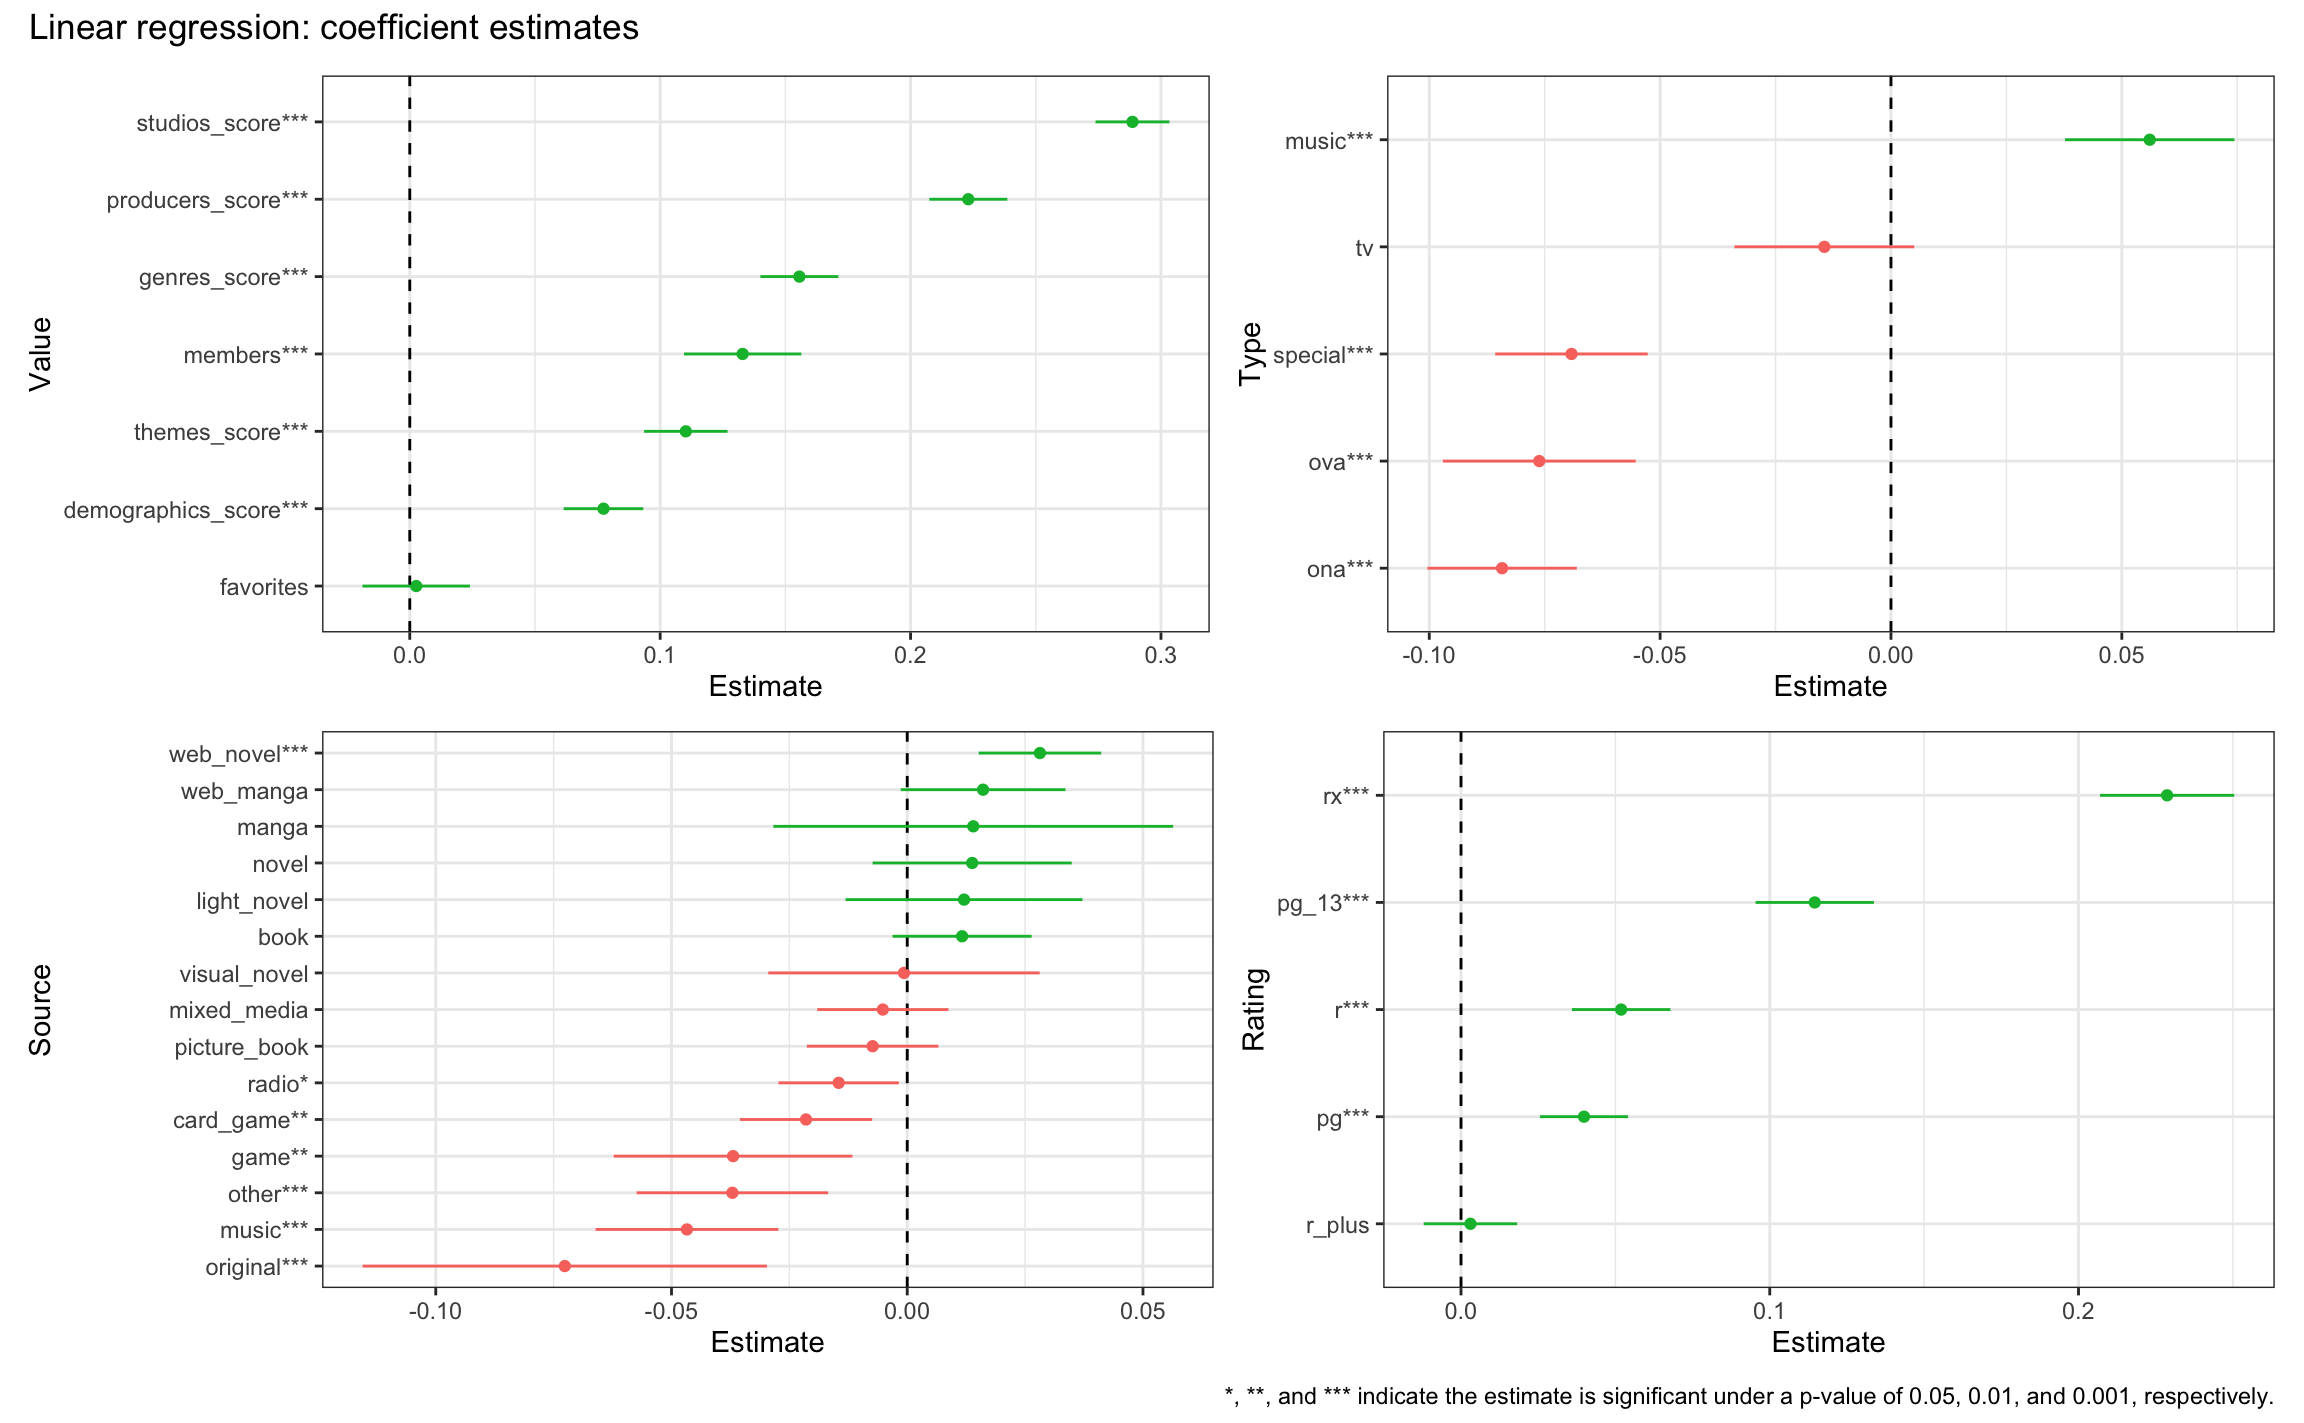 Linear regression: coefficient estimates
Value
studios_score***
producers_score***
genres_score***
members***
themes_score***
demographics_score***
favorites
0.0 0.1 0.2 0.3
Estimate
Type
music***
tv
special***
ova***
ona***
-0.10 -0.05 0.00 0.05
Estimate
Source
web_novel***
web_manga
manga
novel
light_novel
book
visual_novel
mixed_media
picture_book
radio*
card_game**
game**
other***
music***
original***
-0.10 -0.05 0.00 0.05
Estimate
Rating
rx***
pg_13***
r***
pg***
r_plus
0.0 0.1 0.2
Estimate
*, **, and *** indicate the estimate is significant under a p-value of 0.05, 0.01, and 0.001, respectively.